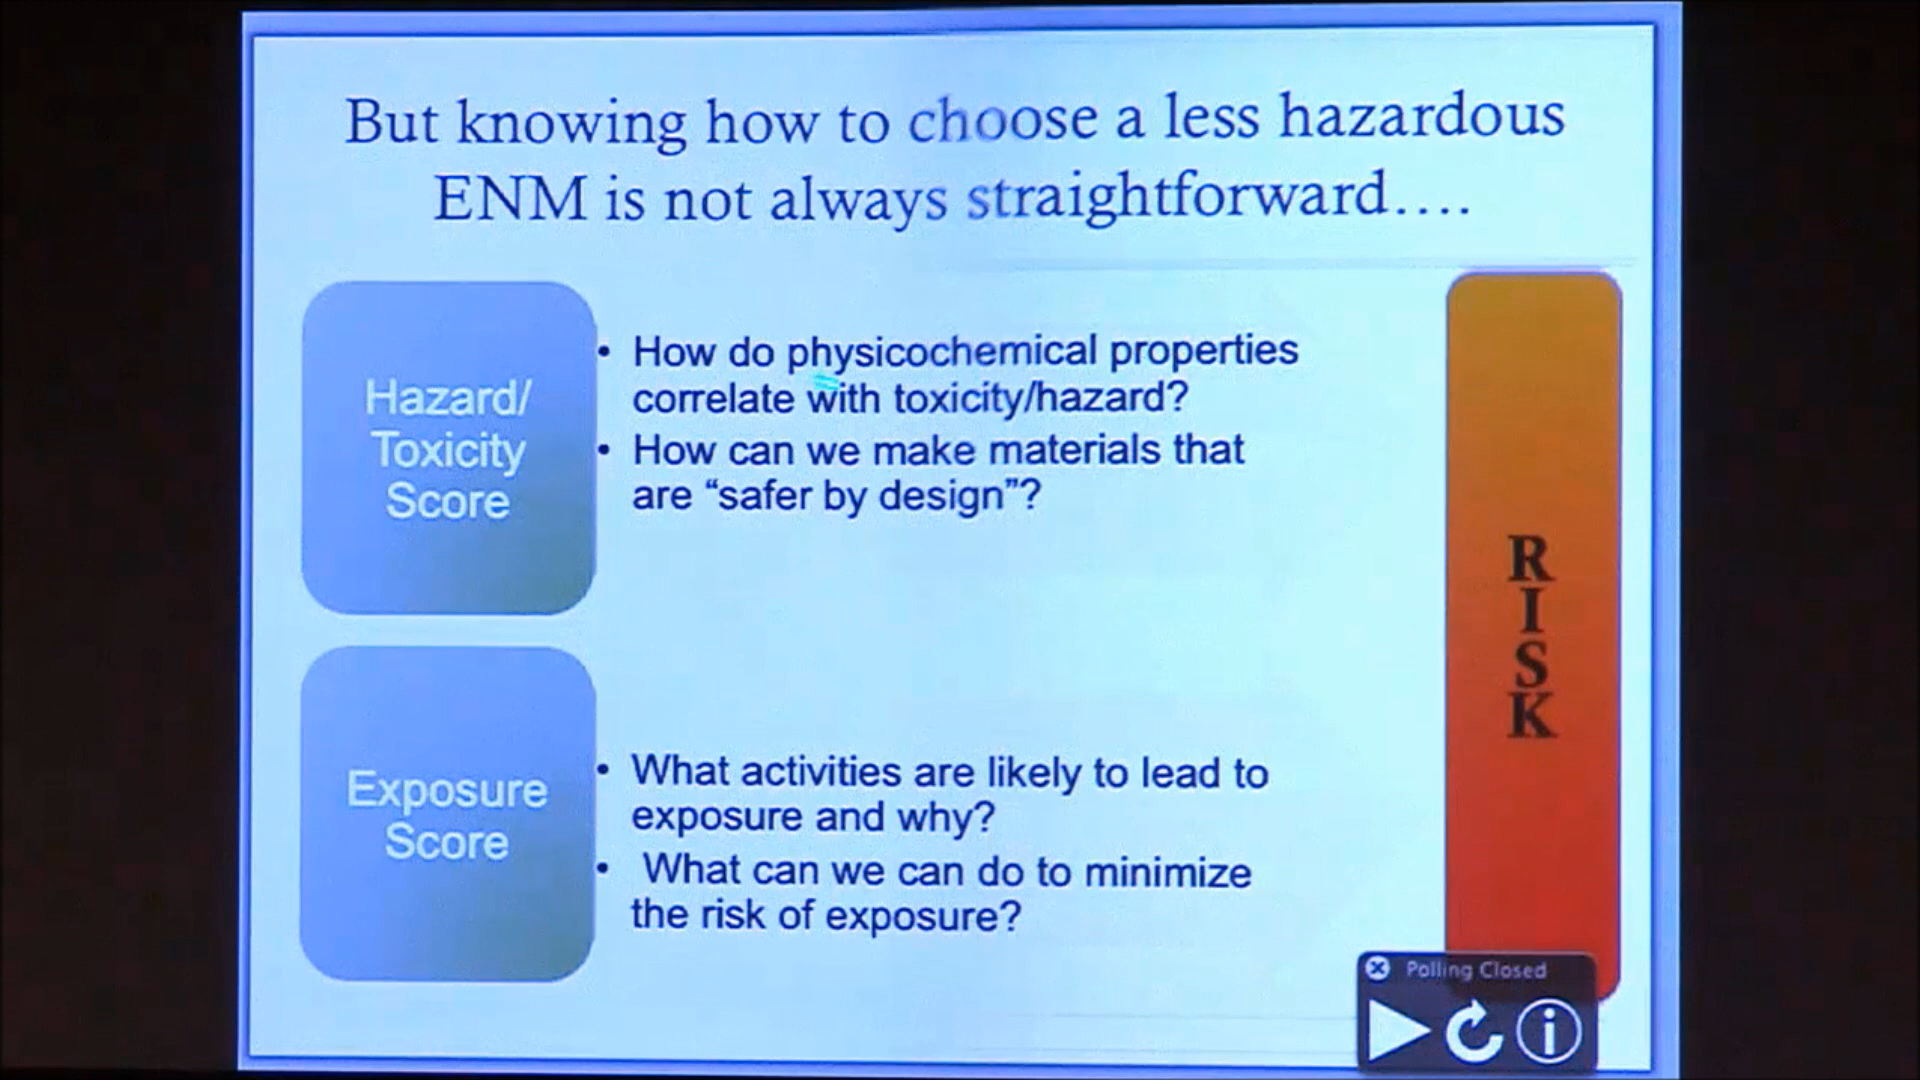 But knowing how to choose a less hazardous
ENM is not always straightforward....
Hazard/
Toxicity
Score
• How do physicochemical properties
correlate with toxicity/hazard?
• How can we make materials that
are “safer by design”?
Exposure
Score
• What activities are likely to lead to
exposure and why?
• What can we can do to minimize
the risk of exposure?
R
I
S
K
Polling Closed